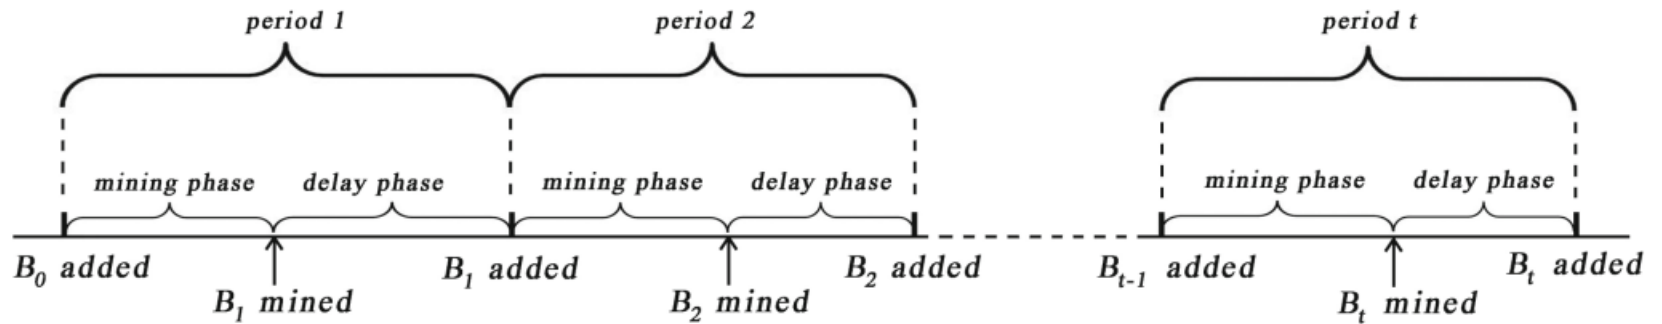 period 1
period 2
period t
mining phase
delay phase
mining phase
delay phase
mining phase
delay phase
B0 added
B1 added
B2 added
Bt-1 added
Bt added
B1 mined
B2 mined
Bt mined